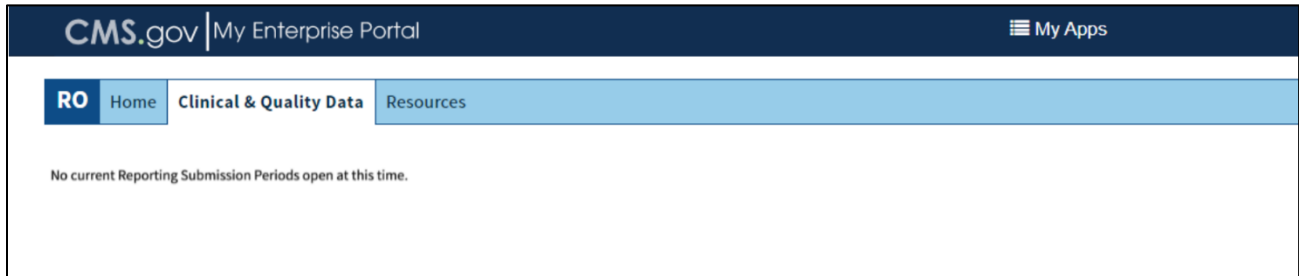 CMS.gov My Enterprise Portal My Apps
RO Home Clinical & Quality Data Resources
No current Reporting Submission Periods open at this time.